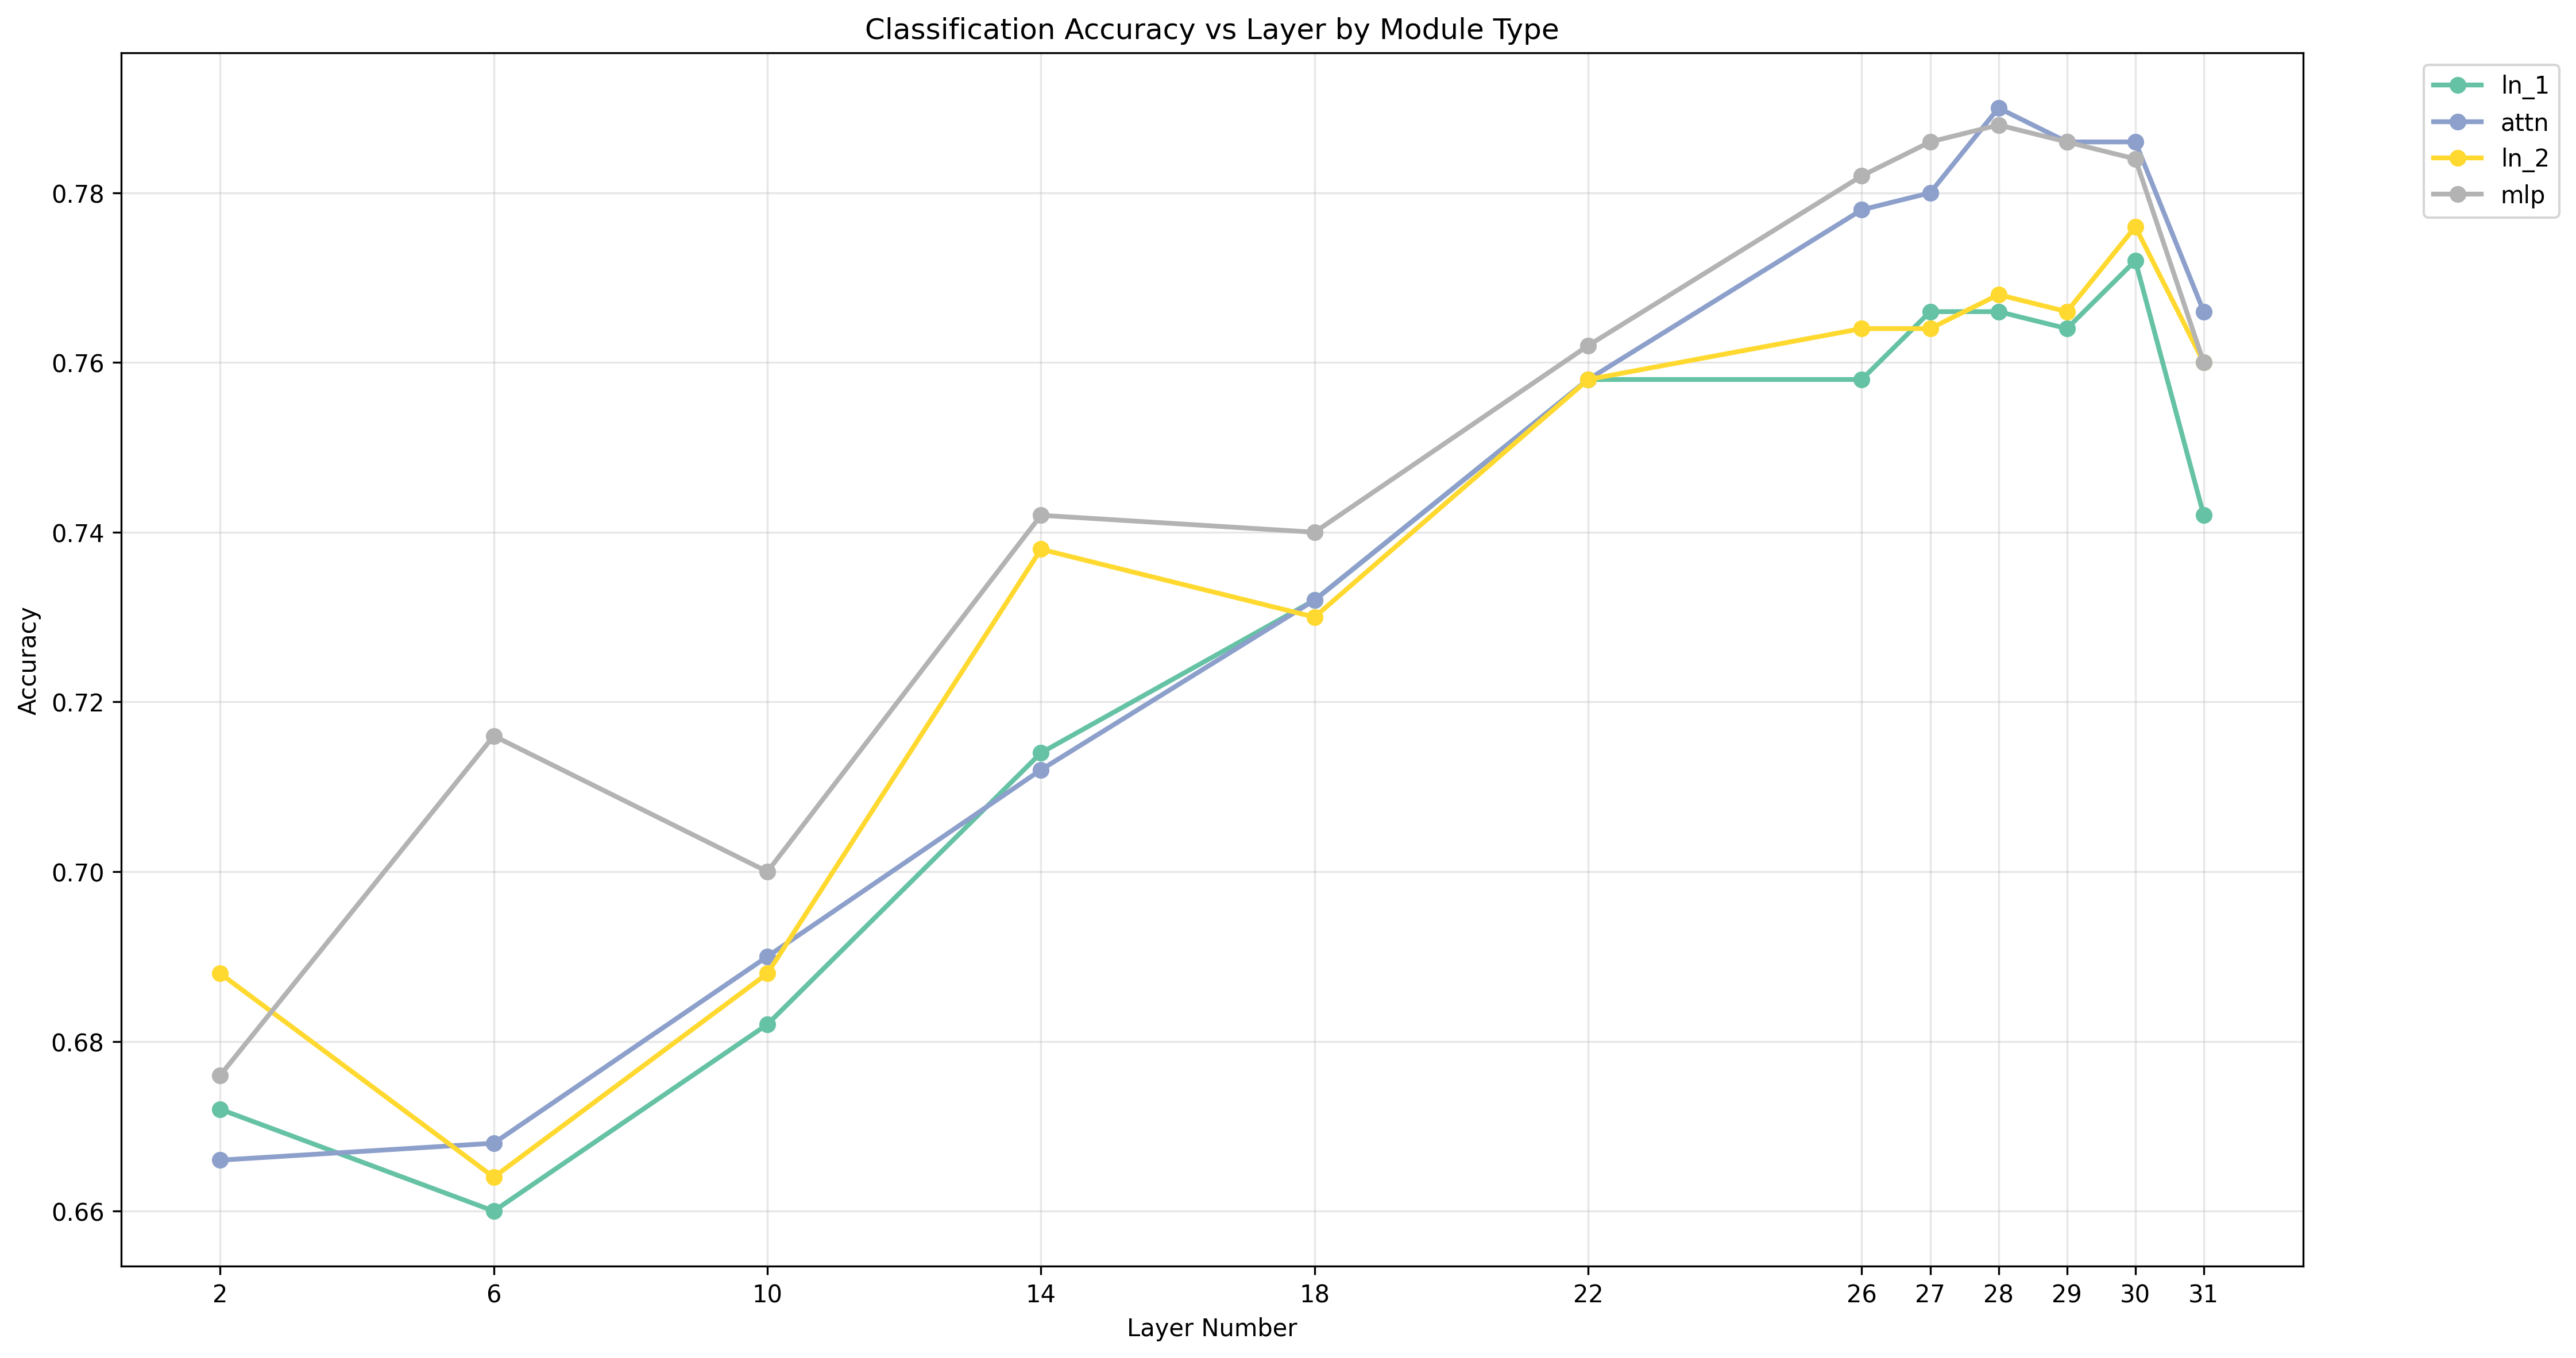 Classification Accuracy vs Layer by Module Type
ln_1
attn
ln_2
mlp
Accuracy
0.78
0.76
0.74
0.72
0.70
0.68
0.66
2 6 10 14 18 22 26 27 28 29 30 31
Layer Number